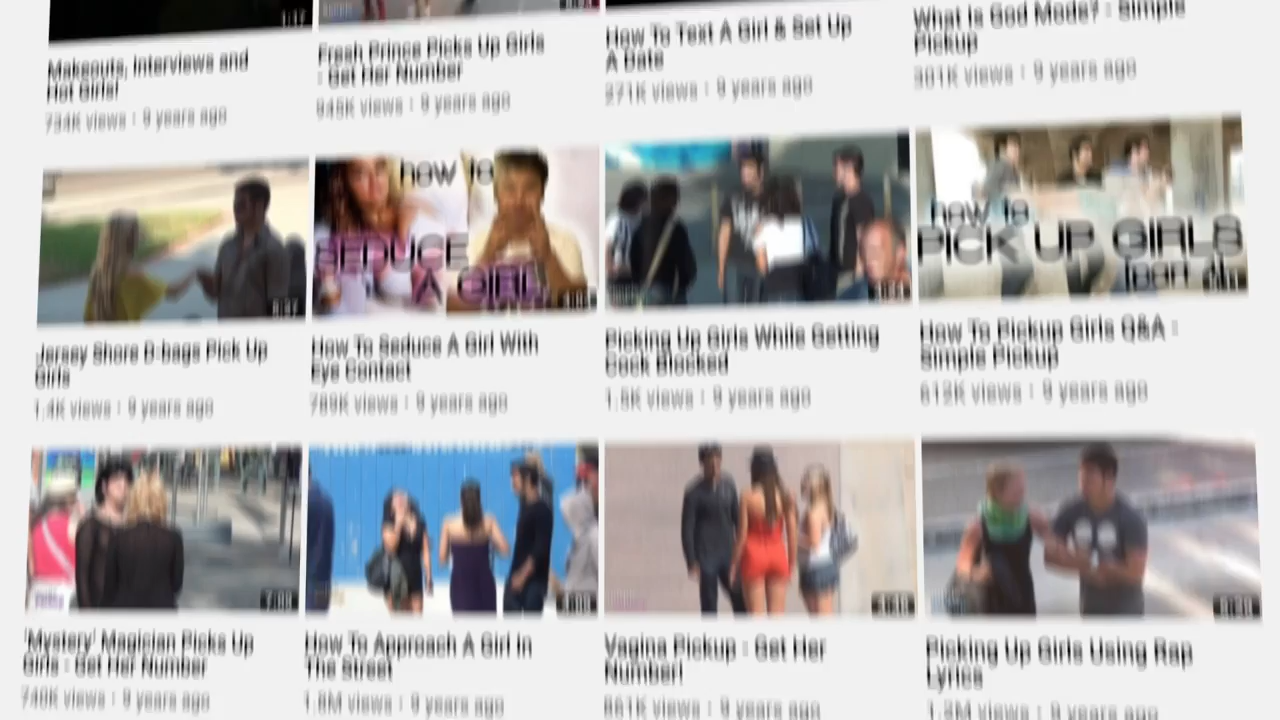 1:17
Makeouts, Interviews and
Hot Girls!
734K views : 9 years ago
Fresh Prince Picks Up Girls
: Get Her Number
945K views : 9 years ago
How To Text A Girl & Set Up
A Date
271K views : 9 years ago
What Is God Mode? : Simple
Pickup
301K views : 9 years ago
Jersey Shore D-bags Pick Up
Girls
1.4K views : 9 years ago
how to
SEDUCE
A GIRL
How To Seduce A Girl With
Eye Contact
789K views : 9 years ago
Picking Up Girls While Getting
Cock Blocked
1.5K views : 9 years ago
how to
PICK UP GIRLS
How To Pickup Girls Q&A :
Simple Pickup
612K views : 9 years ago
'Mystery' Magician Picks Up
Girls : Get Her Number
740K views : 9 years ago
How To Approach A Girl In
The Street
1.8M views : 9 years ago
Vagina Pickup : Get Her
Number!
861K views : 9 years ago
Picking Up Girls Using Rap
Lyrics
1.3M views : 9 years ago